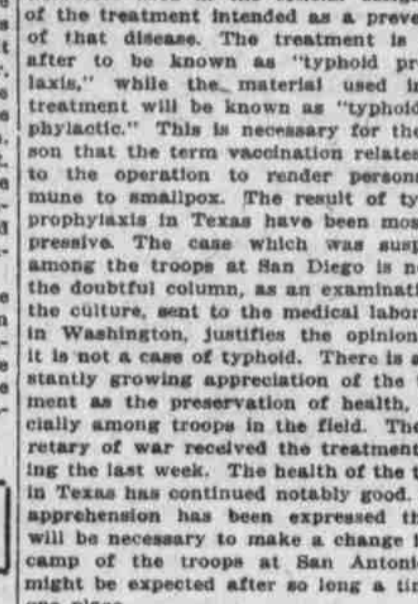 of the treatment intended as a preve
of that disease. The treatment is
after to be known as "typhoid pr
laxis," while the material used i
treatment will be known as "typhoid
phylactic." This is necessary for the
son that the term vaccination relates
to the operation to render persons
mune to smallpox. The result of ty
prophylaxis in Texas have been mos
pressive. The case which was susp
among the troops at San Diego is n
the doubtful column, as an examinati
the culture, sent to the medical labor
in Washington, justifies the opinion
it is not a case of typhoid. There is a
stantly growing appreciation of the
ment as the preservation of health,
cially among troops in the field. The
retary of war received the treatment
ing the last week. The health of the t
in Texas has continued notably good.
apprehension has been expressed th
will be necessary to make a change i
camp of the troops at San Antoni
might be expected after so long a ti
one place.